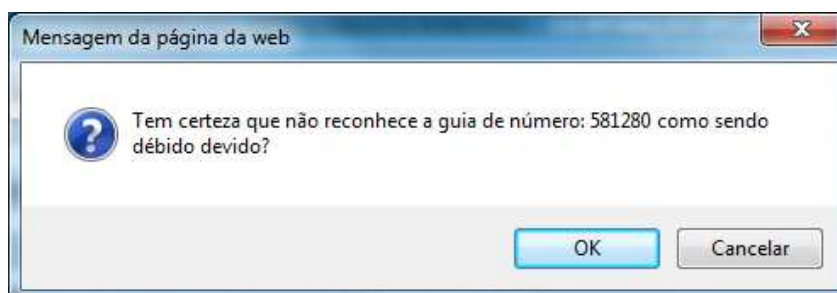 Mensagem da página da web
Tem certeza que não reconhece a guia de número: 581280 como sendo
débido devido?
OK
Cancelar